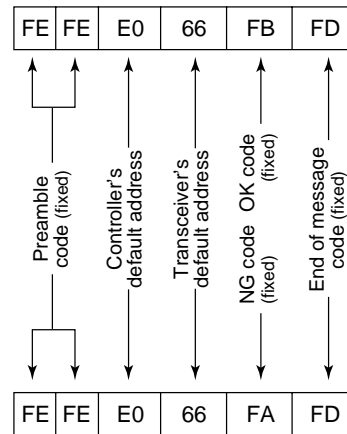 FE FE E0 66 FB FD
Preamble
code (fixed)
Controller's
default address
Transceiver's
default address
OK code
(fixed)
NG code
(fixed)
End of message
code (fixed)
FE FE E0 66 FA FD